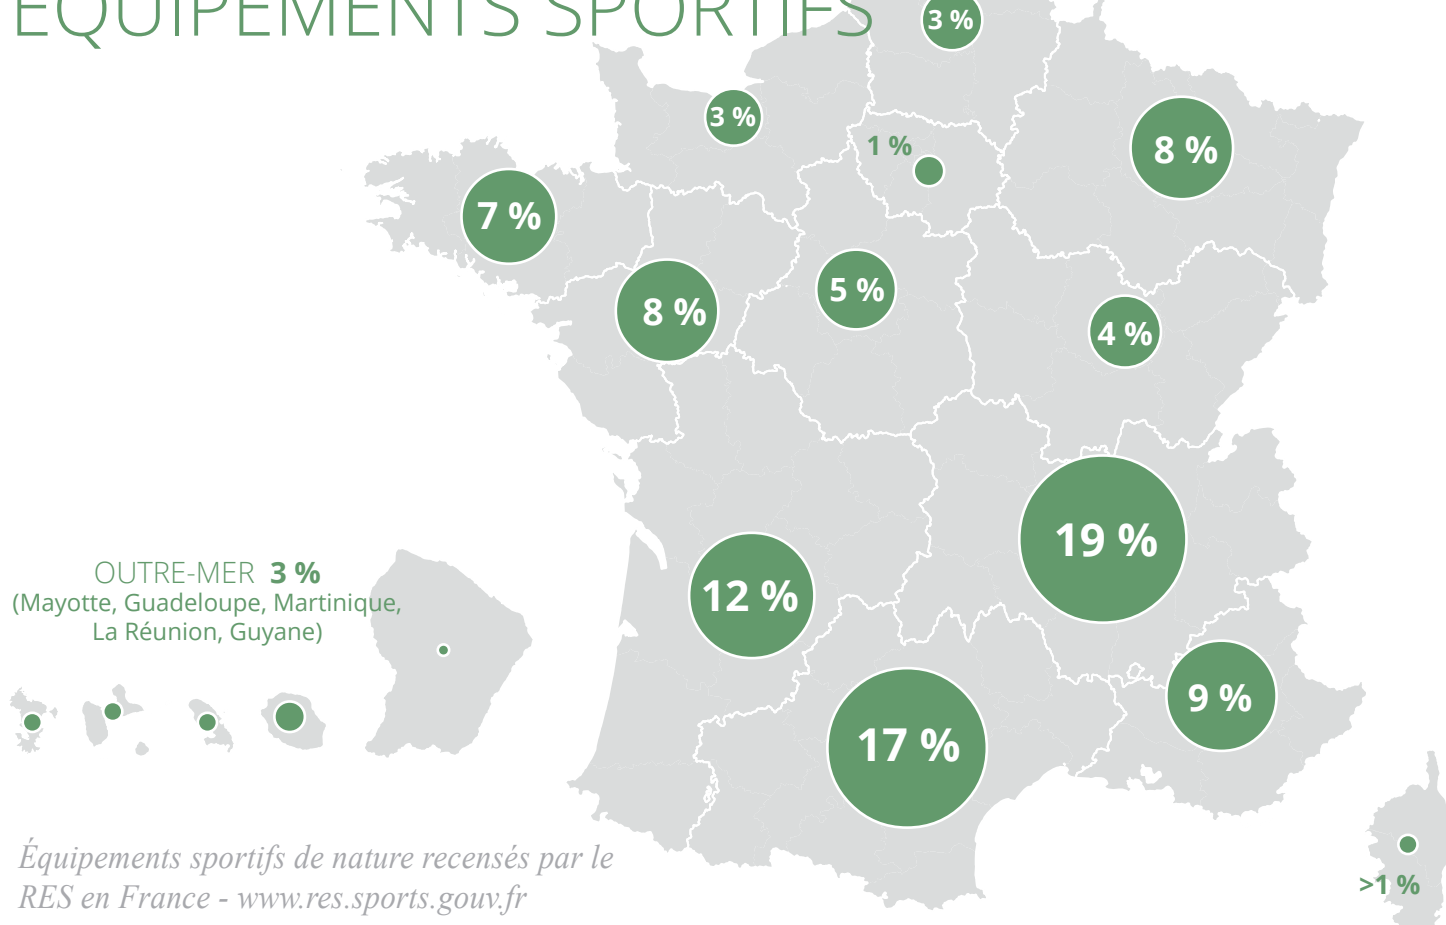 ÉQUIPEMENTS SPORTIFS
3 %
3 %
1 %
8 %
7 %
8 %
5 %
4 %
19 %
12 %
OUTRE-MER 3 %
(Mayotte, Guadeloupe, Martinique,
La Réunion, Guyane)
9 %
17 %
>1 %
Équipements sportifs de nature recensés par le
RES en France - www.res.sports.gouv.fr